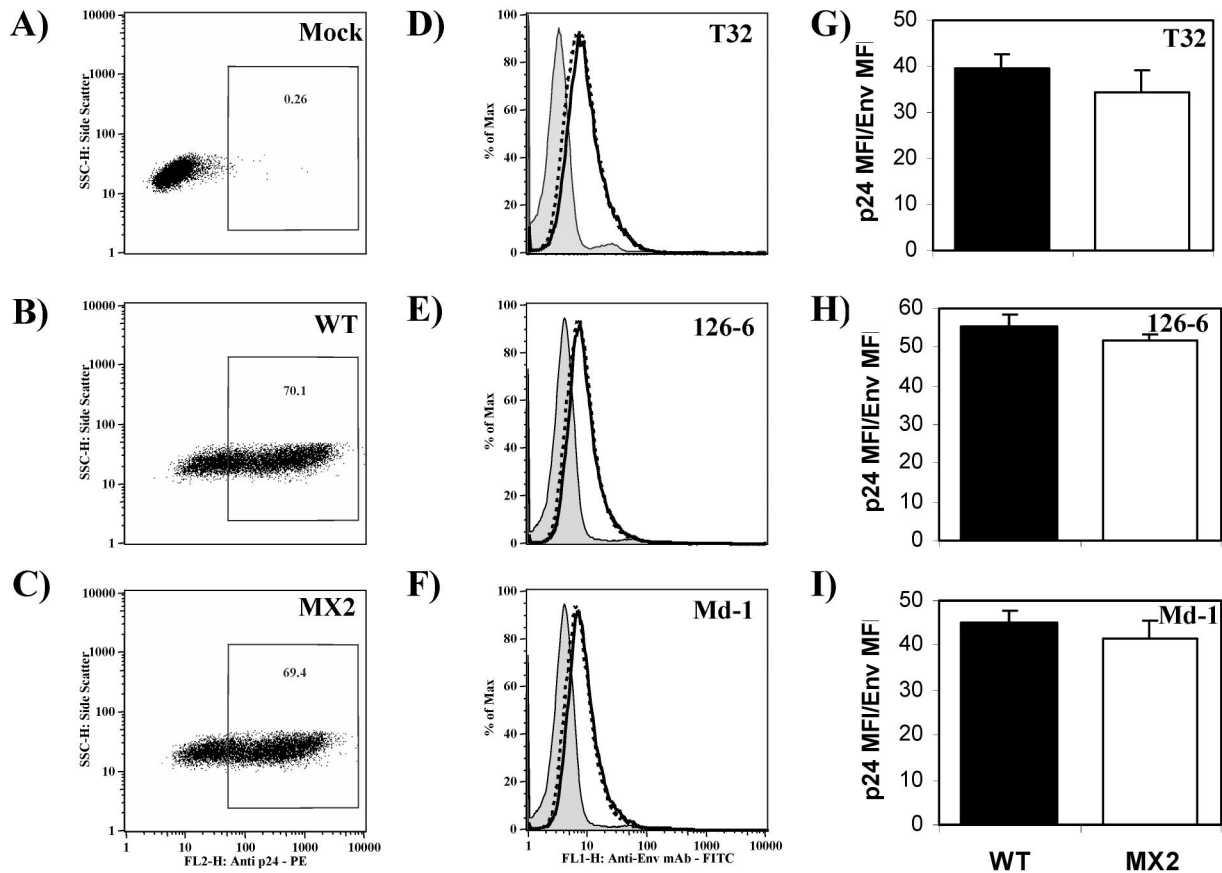 A)
Mock
SSC-H: Side Scatter
10000
1000
100
10
1
0.26
B)
WT
SSC-H: Side Scatter
10000
1000
100
10
1
70.1
C)
MX2
SSC-H: Side Scatter
10000
1000
100
10
1
69.4
1 10 100 1000 10000
FL2-H: Anti p24 - PE
D)
T32
% of Max
100
80
60
40
20
0
1 10 100 1000 10000
E)
126-6
% of Max
100
80
60
40
20
0
F)
Md-1
% of Max
100
80
60
40
20
0
1 10 100 1000 10000
FL1-H: Anti-Env mAb - FITC
G)
T32
p24 MFI/Env MFI
50
40
30
20
10
0
H)
126-6
p24 MFI/Env MFI
60
50
40
30
20
10
0
I)
Md-1
p24 MFI/Env MFI
50
40
30
20
10
0
WT MX2